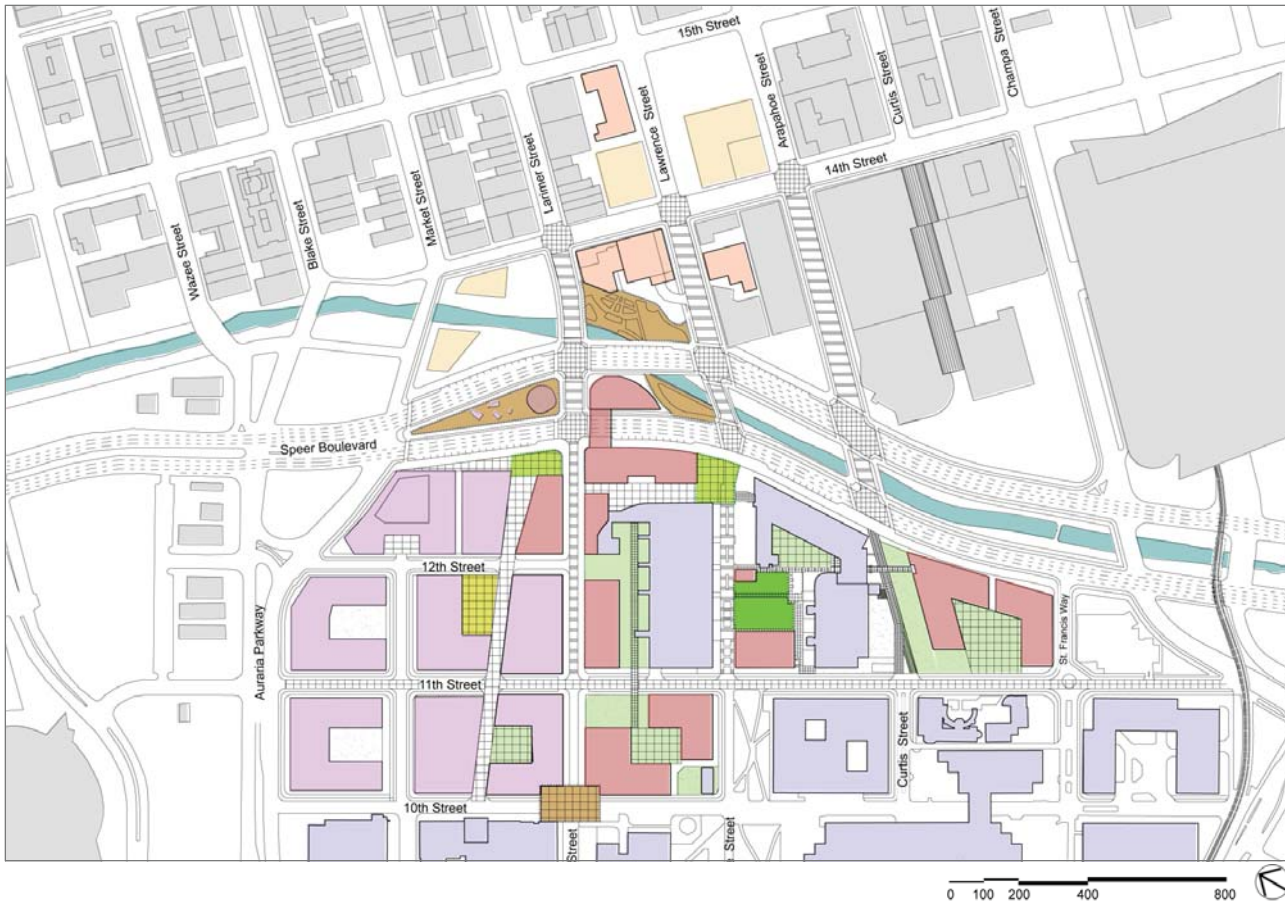 15th Street
Champa Street
Curtis Street
Arapahoe Street
Lawrence Street
Larimer Street
14th Street
Market Street
Blake Street
Wazee Street
Speer Boulevard
12th Street
St. Francis Way
Auraria Parkway
11th Street
Curtis Street
10th Street
Street
Street
0 100 200 400 800